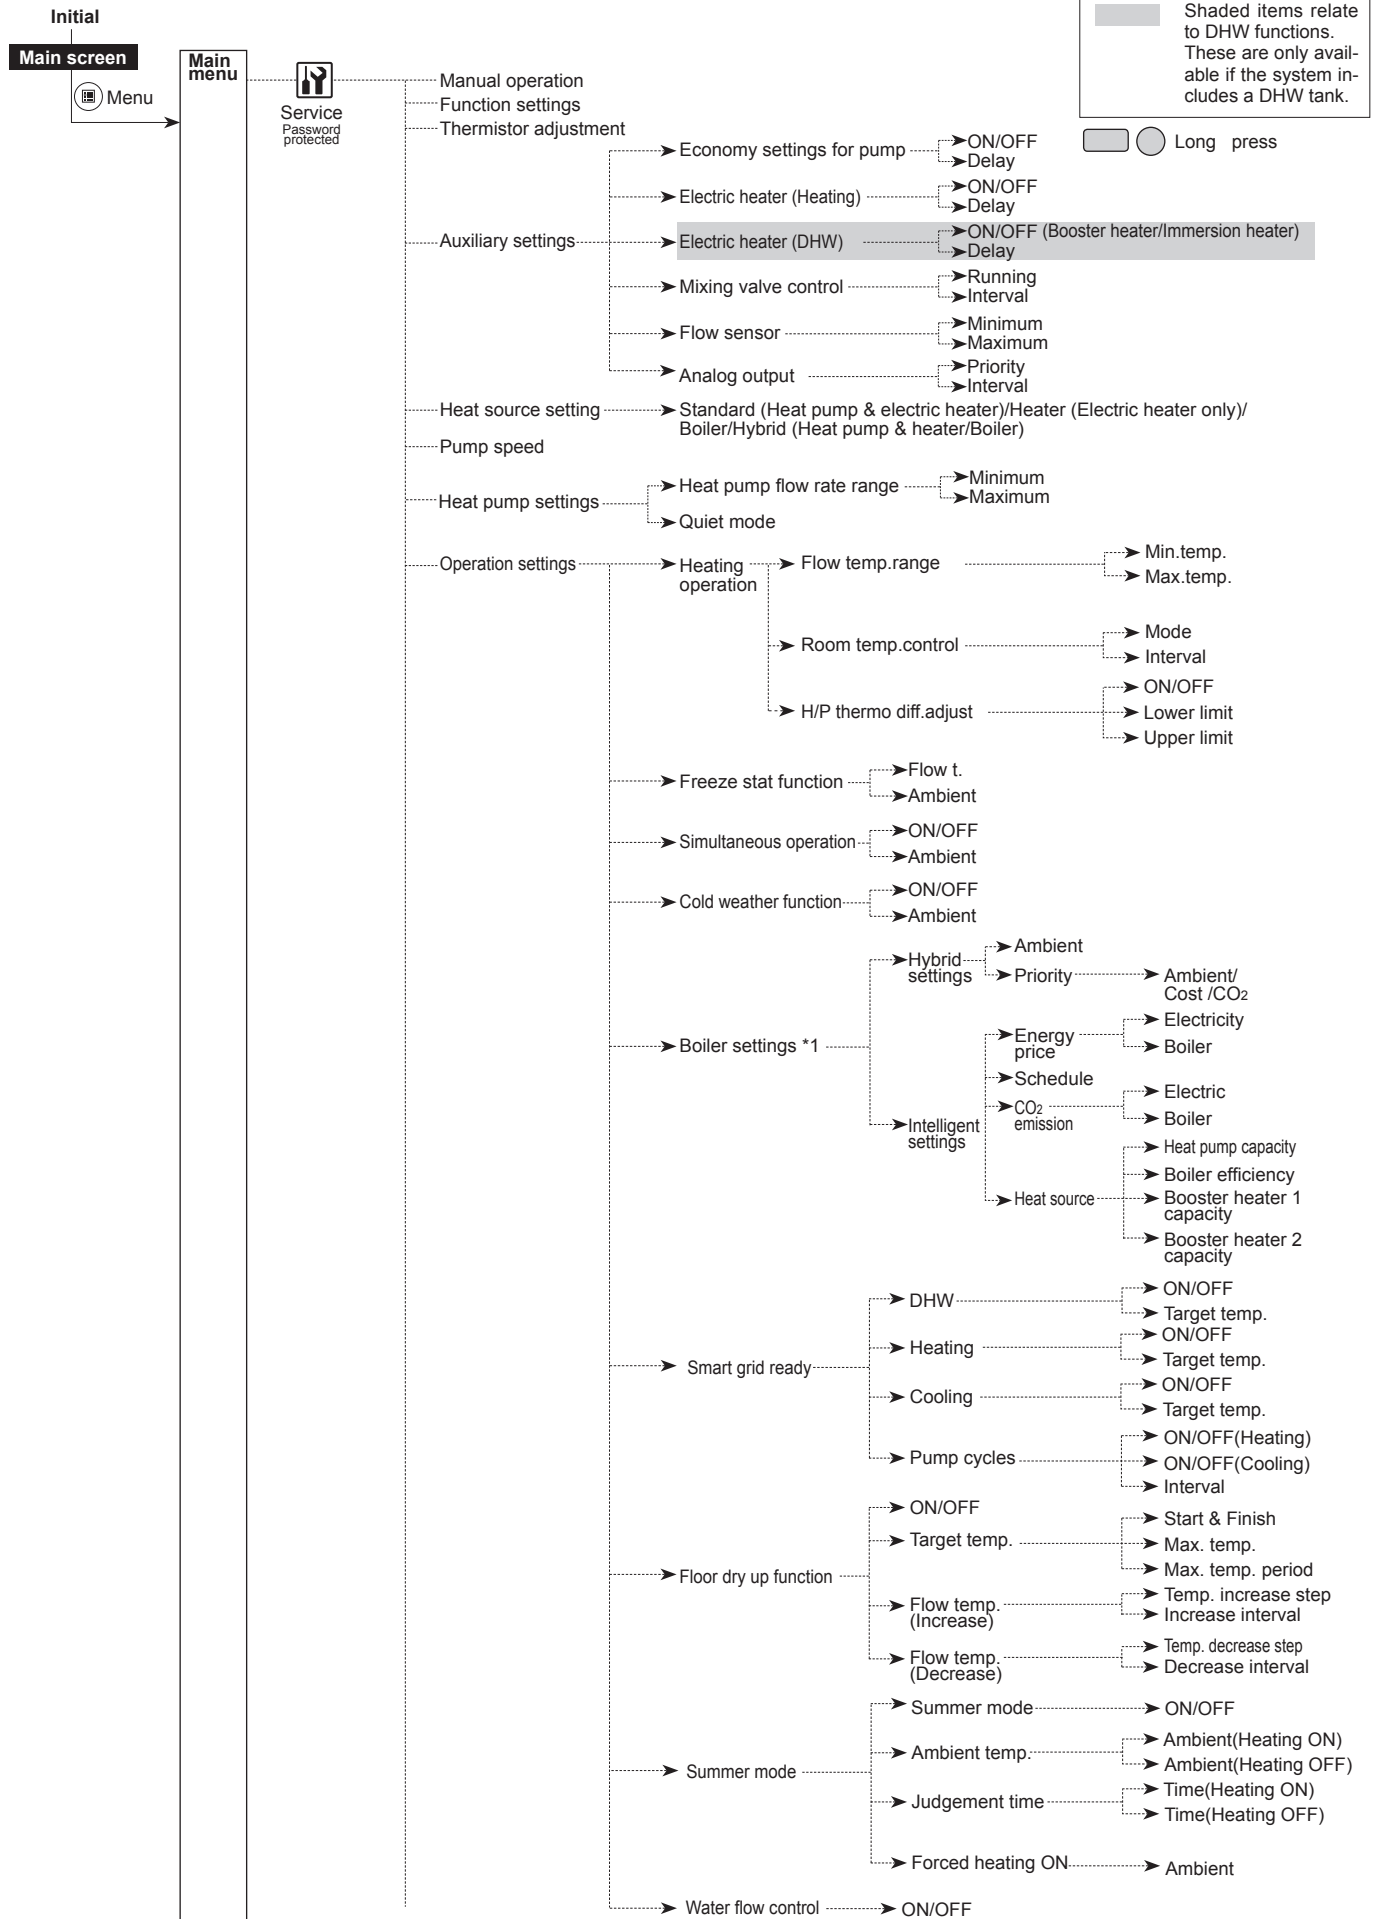 Initial
Main screen
Menu
Main
menu
Service
Password
protected
Shaded items relate
to DHW functions.
These are only avail-
able if the system in-
cludes a DHW tank.
Long press
Manual operation
Function settings
Thermistor adjustment
Auxiliary settings
Economy settings for pump
ON/OFF
Delay
Electric heater (Heating)
ON/OFF
Delay
Electric heater (DHW)
ON/OFF (Booster heater/Immersion heater)
Delay
Mixing valve control
Running
Interval
Flow sensor
Minimum
Maximum
Analog output
Priority
Interval
Heat source setting
Standard (Heat pump & electric heater)/Heater (Electric heater only)/
Boiler/Hybrid (Heat pump & heater/Boiler)
Pump speed
Heat pump settings
Heat pump flow rate range
Minimum
Maximum
Quiet mode
Operation settings
Heating
operation
Flow temp.range
Min.temp.
Max.temp.
Room temp.control
Mode
Interval
H/P thermo diff.adjust
ON/OFF
Lower limit
Upper limit
Freeze stat function
Flow t.
Ambient
Simultaneous operation
ON/OFF
Ambient
Cold weather function
ON/OFF
Ambient
Boiler settings *1
Hybrid
settings
Ambient
Priority
Ambient/
Cost /CO2
Intelligent
settings
Energy
price
Electricity
Boiler
Schedule
CO2
emission
Electric
Boiler
Heat source
Heat pump capacity
Boiler efficiency
Booster heater 1
capacity
Booster heater 2
capacity
Smart grid ready
DHW
ON/OFF
Target temp.
Heating
ON/OFF
Target temp.
Cooling
ON/OFF
Target temp.
Pump cycles
ON/OFF(Heating)
ON/OFF(Cooling)
Interval
Floor dry up function
ON/OFF
Target temp.
Start & Finish
Max. temp.
Max. temp. period
Flow temp.
(Increase)
Temp. increase step
Increase interval
Flow temp.
(Decrease)
Temp. decrease step
Decrease interval
Summer mode
Summer mode
ON/OFF
Ambient temp.
Ambient(Heating ON)
Ambient(Heating OFF)
Judgement time
Time(Heating ON)
Time(Heating OFF)
Forced heating ON
Ambient
Water flow control
ON/OFF